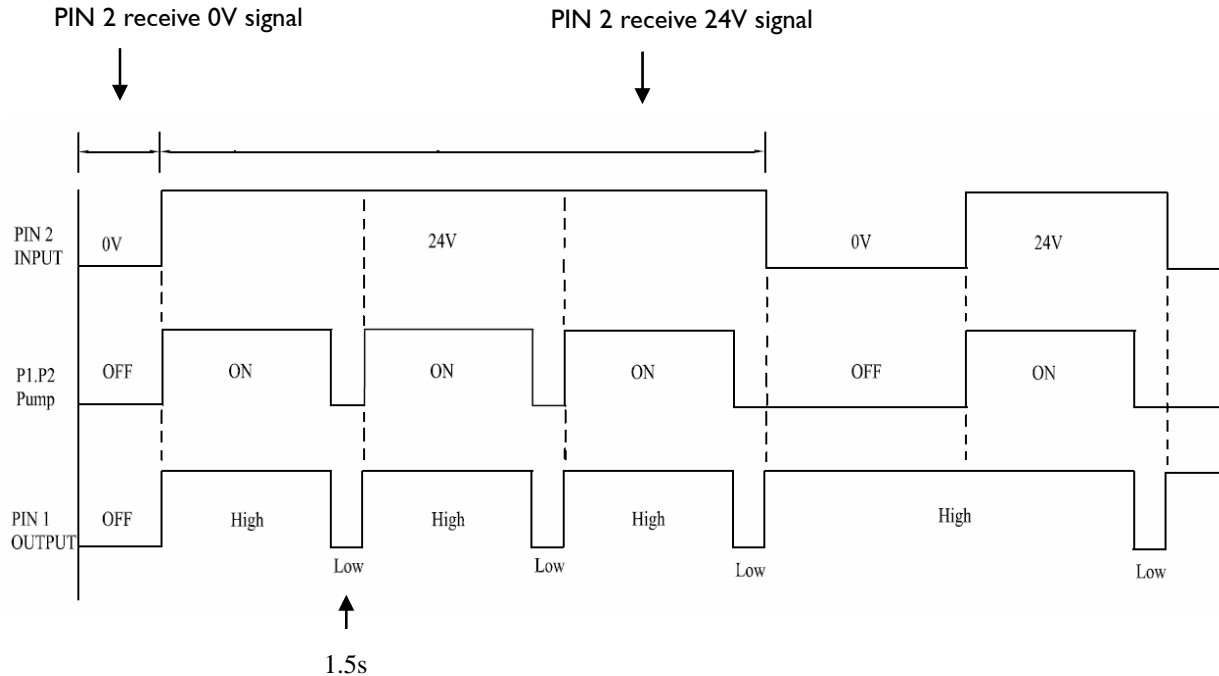 PIN 2 receive 0V signal
PIN 2 receive 24V signal
PIN 2
INPUT
0V
24V
0V
24V
P1.P2
Pump
OFF
ON
ON
ON
OFF
ON
PIN 1
OUTPUT
OFF
High
High
High
High
Low
Low
Low
Low
1.5s